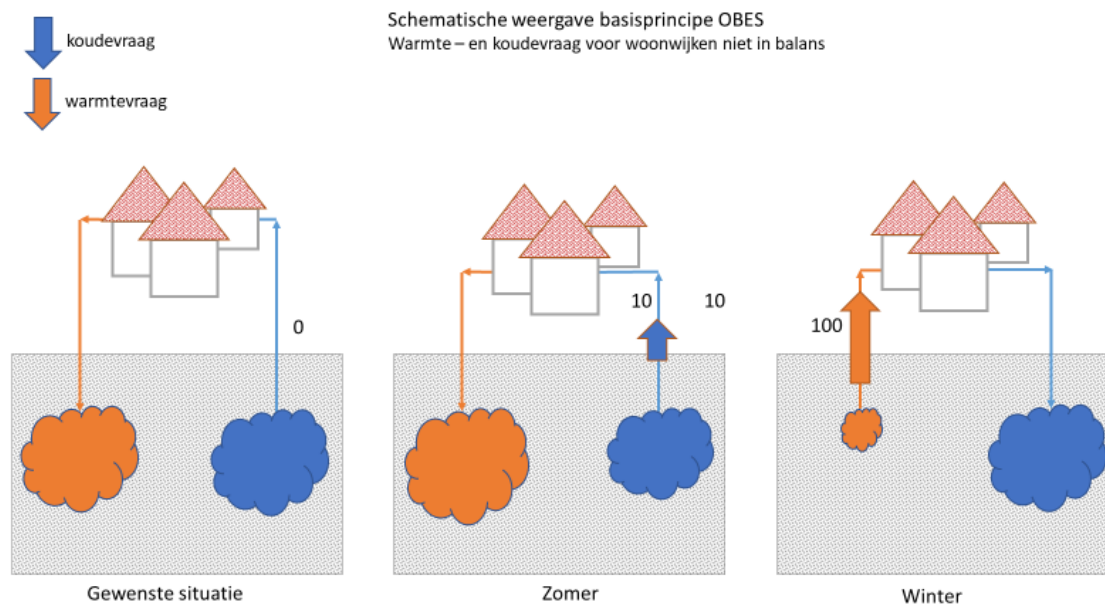 Schematische weergave basisprincipe OBES
Warmte – en koudevraag voor woonwijken niet in balans
koudevraag
warmtevraag
0
10 10
100
Gewenste situatie
Zomer
Winter